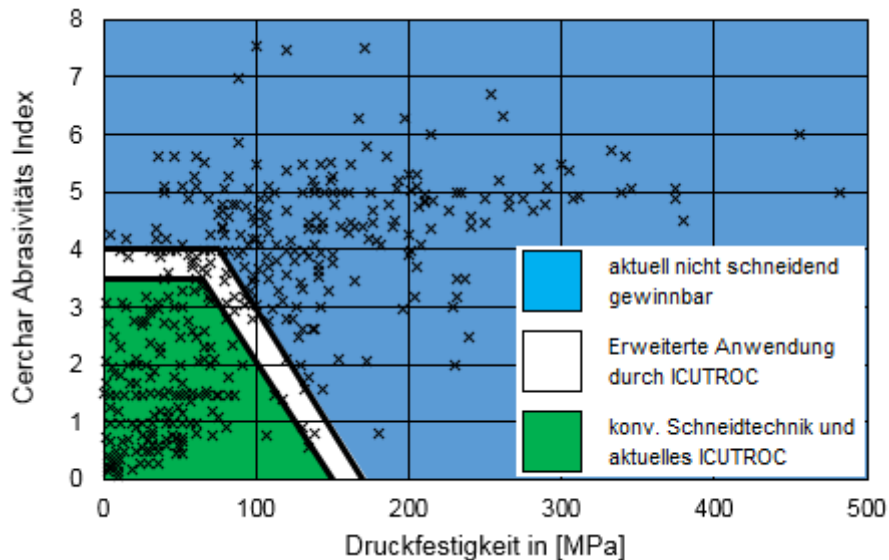 8
7
6
5
4
3
2
1
0
Cerchar Abrasivitäts Index
aktuell nicht schneidend
gewinnbar
Erweiterte Anwendung
durch ICUTROC
konv. Schneidtechnik und
aktuelles ICUTROC
0 100 200 300 400 500
Druckfestigkeit in [MPa]